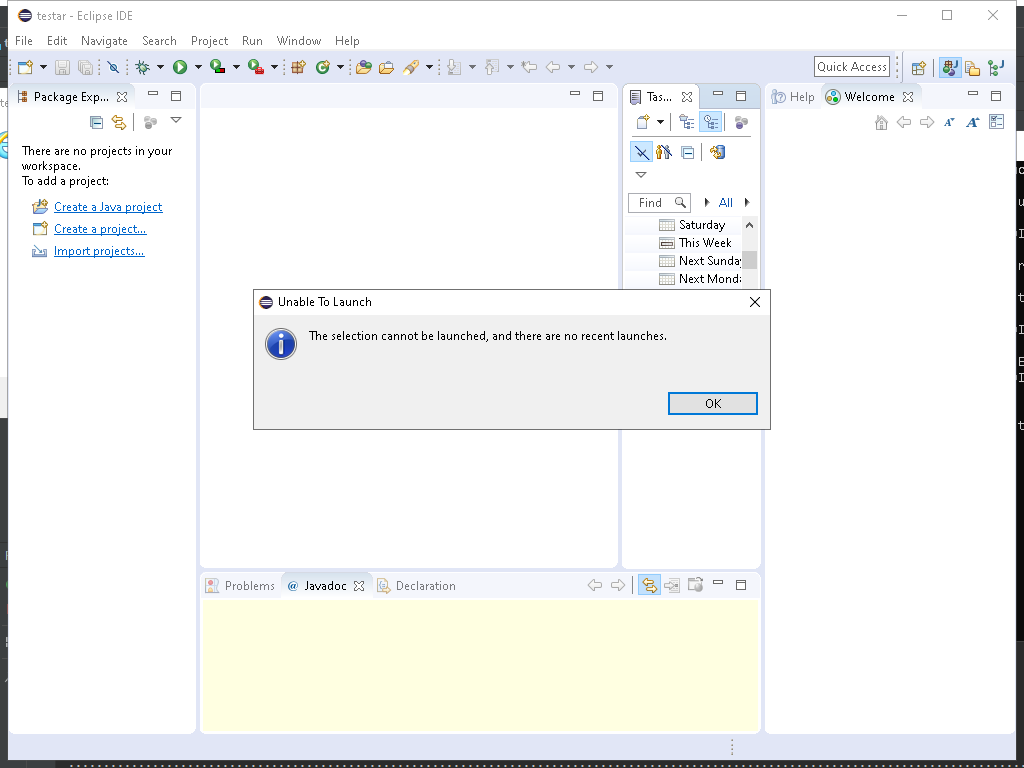 testar - Eclipse IDE
File Edit Navigate Search Project Run Window Help
Quick Access
Package Exp...
Tas...
Help
Welcome
There are no projects in your
workspace.
To add a project:
Create a Java project
Create a project...
Import projects...
Find
All
Saturday
This Week
Next Sunday
Next Mond
Unable To Launch
The selection cannot be launched, and there are no recent launches.
OK
Problems
@ Javadoc
Declaration